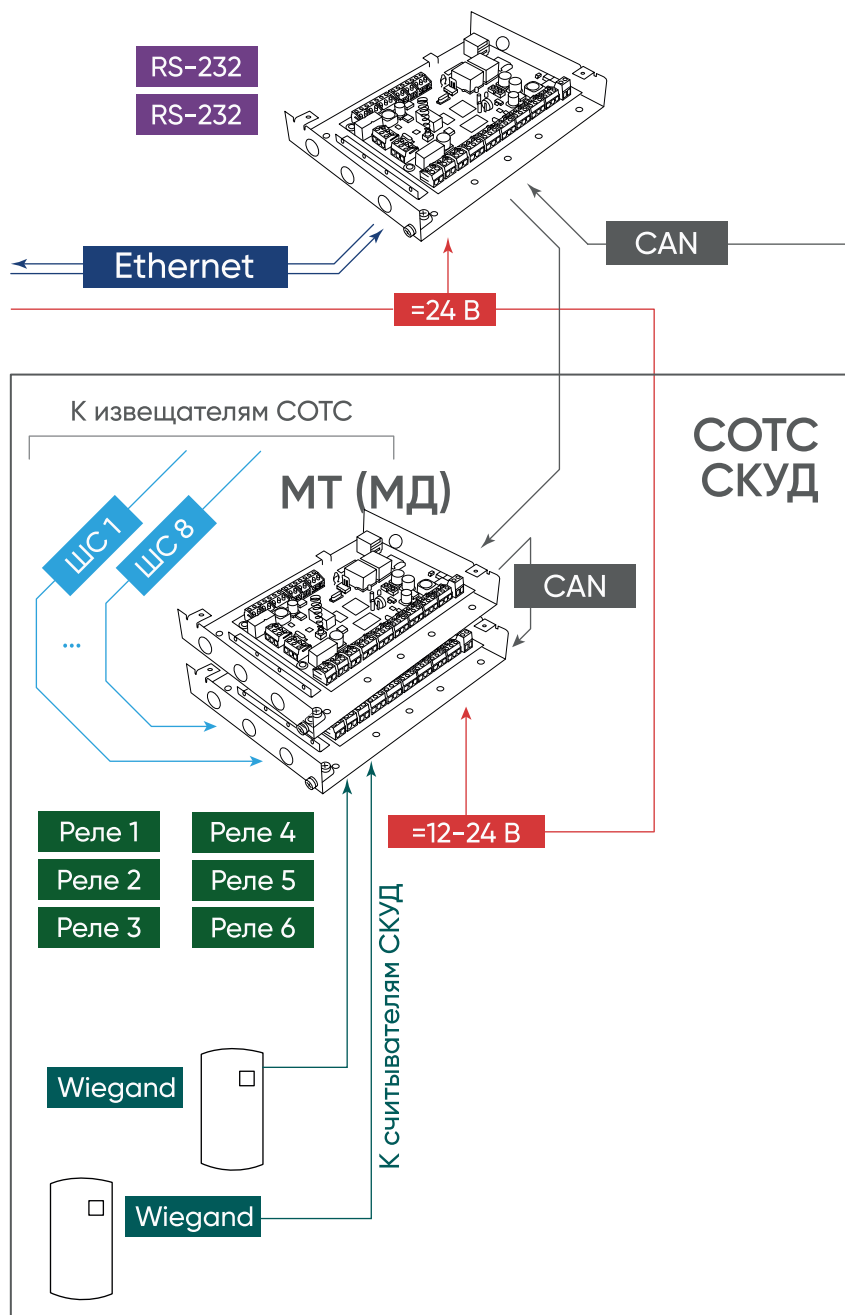 RS-232
RS-232
CAN
Ethernet
=24 В
К извещателям СОТС
СОТС
СКУД
МТ (МД)
ШС 1
ШС 8
CAN
...
Реле 1
Реле 4
=12-24 В
Реле 2
Реле 5
Реле 3
Реле 6
К считывателям СКУД
Wiegand
Wiegand